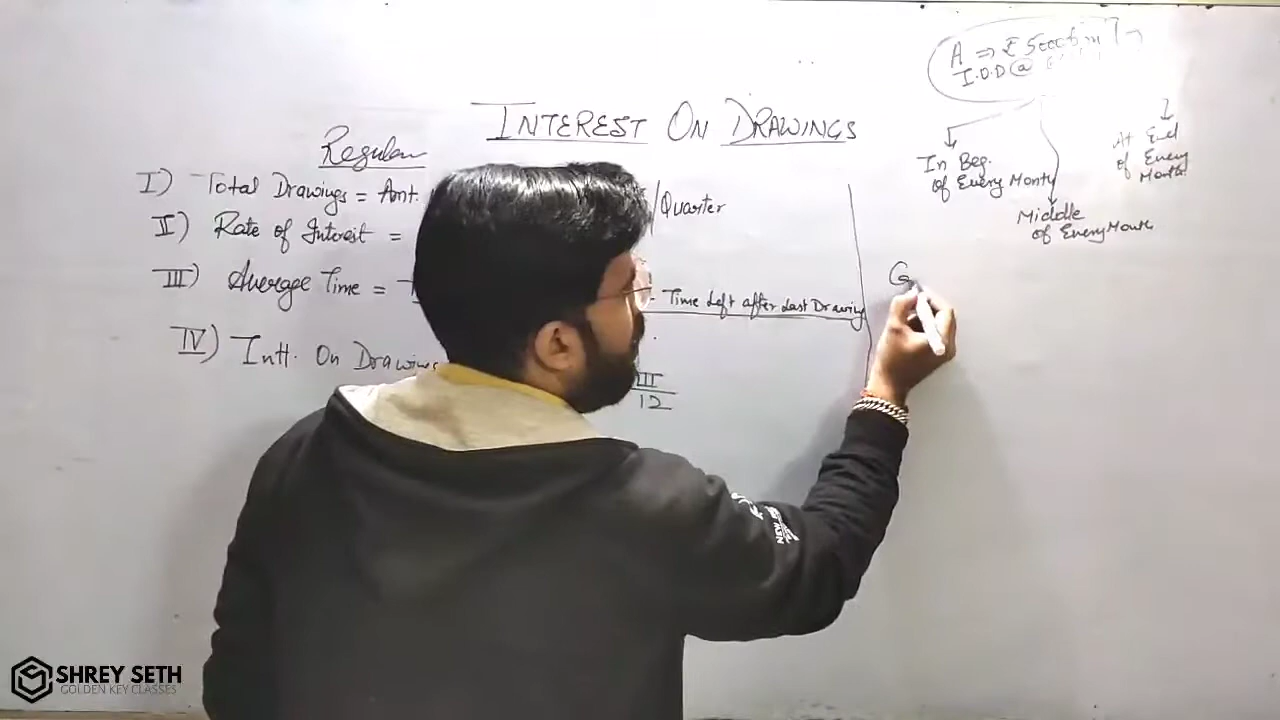 INTEREST ON DRAWINGS
Regular
I) Total Drawings = Amt. /Quarter
II) Rate of Interest =
III) Average Time = - Time Left after Last Drawing
IV) Intt. On Drawings
III
12
A ⇒ ₹ 5000
I.O.D @
In Beg.
of Every Month
Middle
of Every Month
At End
of Every
Month
G
NEW
SHREY SETH
GOLDEN KEY CLASSES